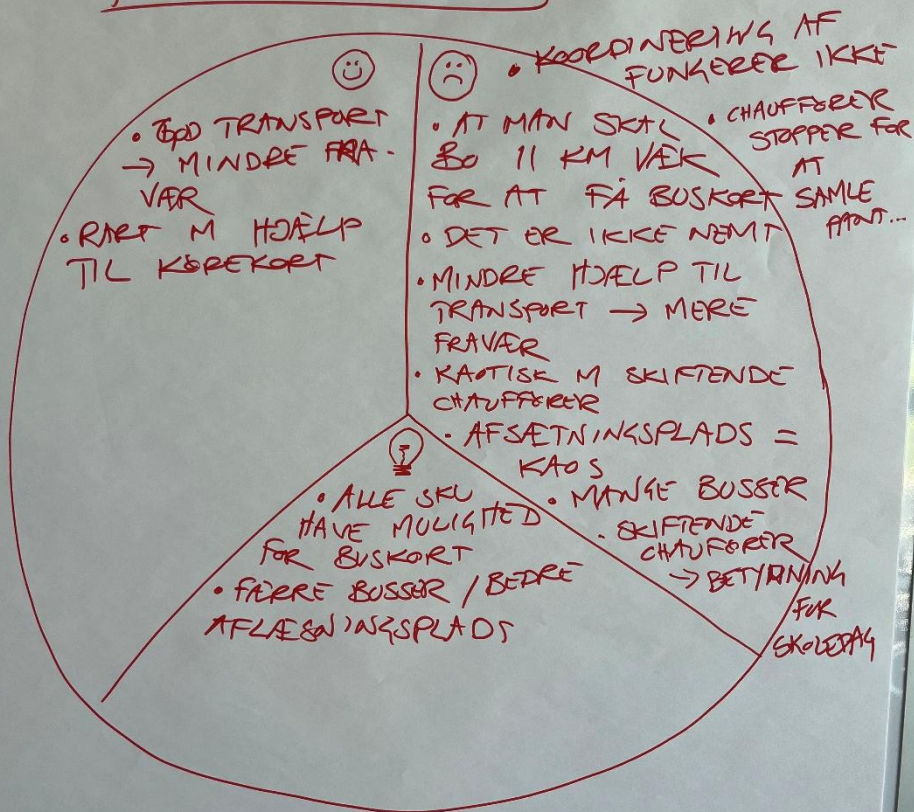 • GOD TRANSPORT
→ MINDRE FRA-
VÆR
• RART M HJÆLP
TIL KØREKORT
• KOORDINERING AF
FUNGERER IKKE
• CHAUFFØRER
STOPPER FOR
AT
SAMLE
PANT...
• AT MAN SKAL
BO 11 KM VÆK
FOR AT FÅ BUSKORT
• DET ER IKKE NEMT
• MINDRE HJÆLP TIL
TRANSPORT → MERE
FRAVÆR
• KAOTISK M SKIFTENDE
CHAUFFØRER
• AFSÆTNINGSPLADS =
KAOS
• MANGE BUSSER
• SKIFTENDE
CHAUFFØRER
→ BETYDNING
FOR
SKOLEDAG
• ALLE SKU
HAVE MULIGHED
FOR BUSKORT
• FÆRRE BUSSER / BEDRE
AFLÆSNINGSPLADS